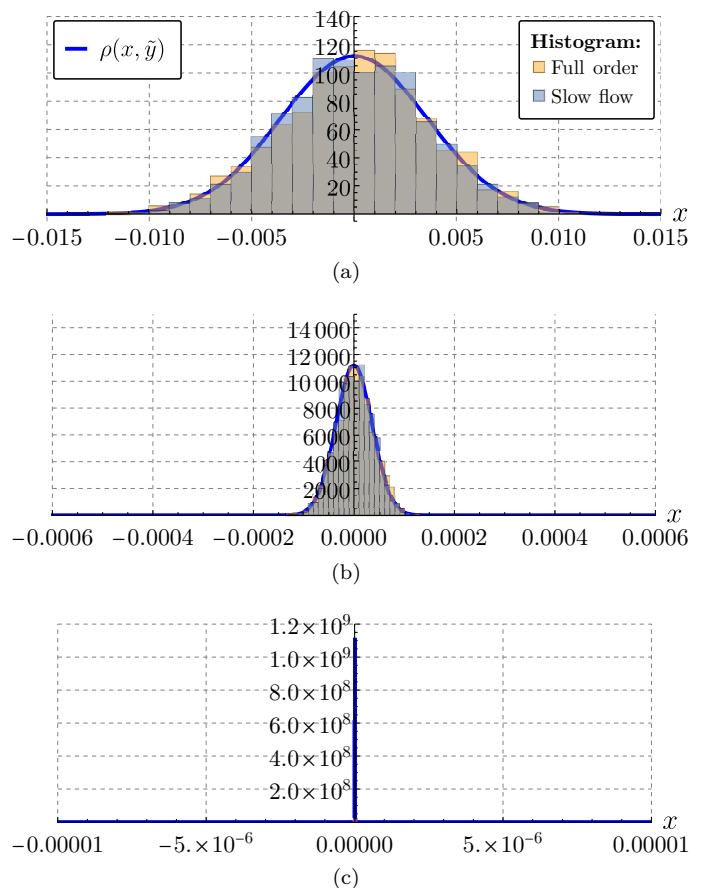 140
ρ(x, ỹ)
Histogram:
Full order
Slow flow
120
100
80
60
40
20
x
−0.015 −0.010 −0.005 0.005 0.010 0.015
(a)
14 000
12 000
10 000
8000
6000
4000
2000
x
−0.0006 −0.0004 −0.0002 0.0000 0.0002 0.0004 0.0006
(b)
1.2×10⁹
1.0×10⁹
8.0×10⁸
6.0×10⁸
4.0×10⁸
2.0×10⁸
x
−0.00001 −5.×10⁻⁶ 0.00000 5.×10⁻⁶ 0.00001
(c)